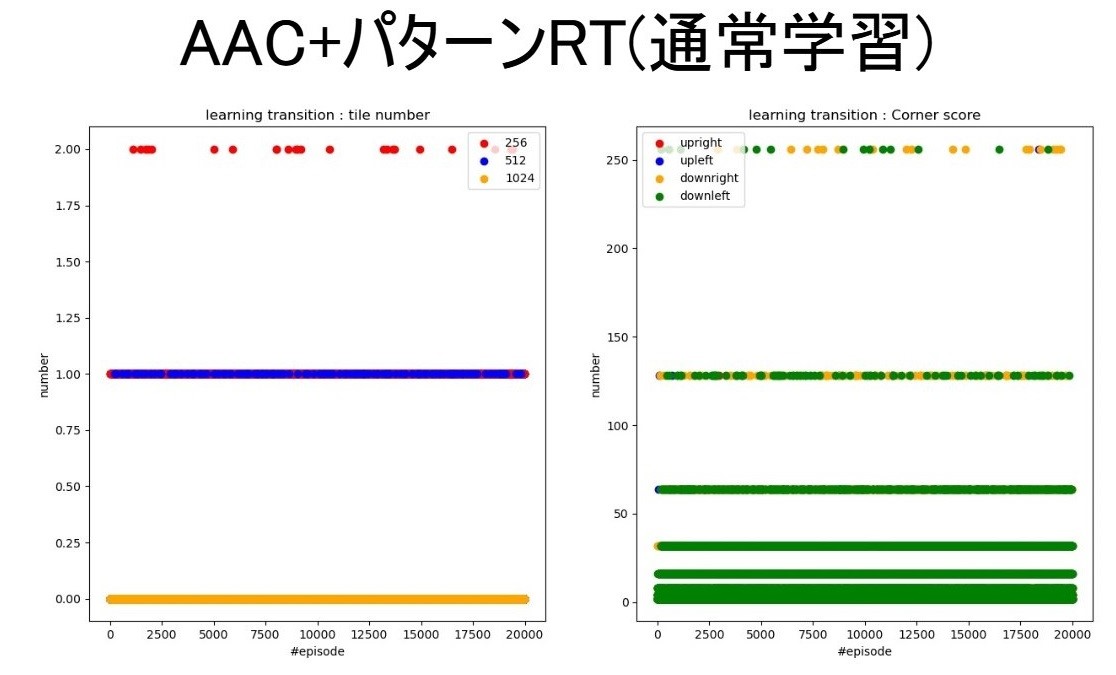 AAC+パターンRT(通常学習)
learning transition : tile number
2.00
1.75
1.50
1.25
1.00
0.75
0.50
0.25
0.00
number
256
512
1024
0 2500 5000 7500 10000 12500 15000 17500 20000
#episode
learning transition : Corner score
250
200
150
100
50
0
number
upright
upleft
downright
downleft
0 2500 5000 7500 10000 12500 15000 17500 20000
#episode